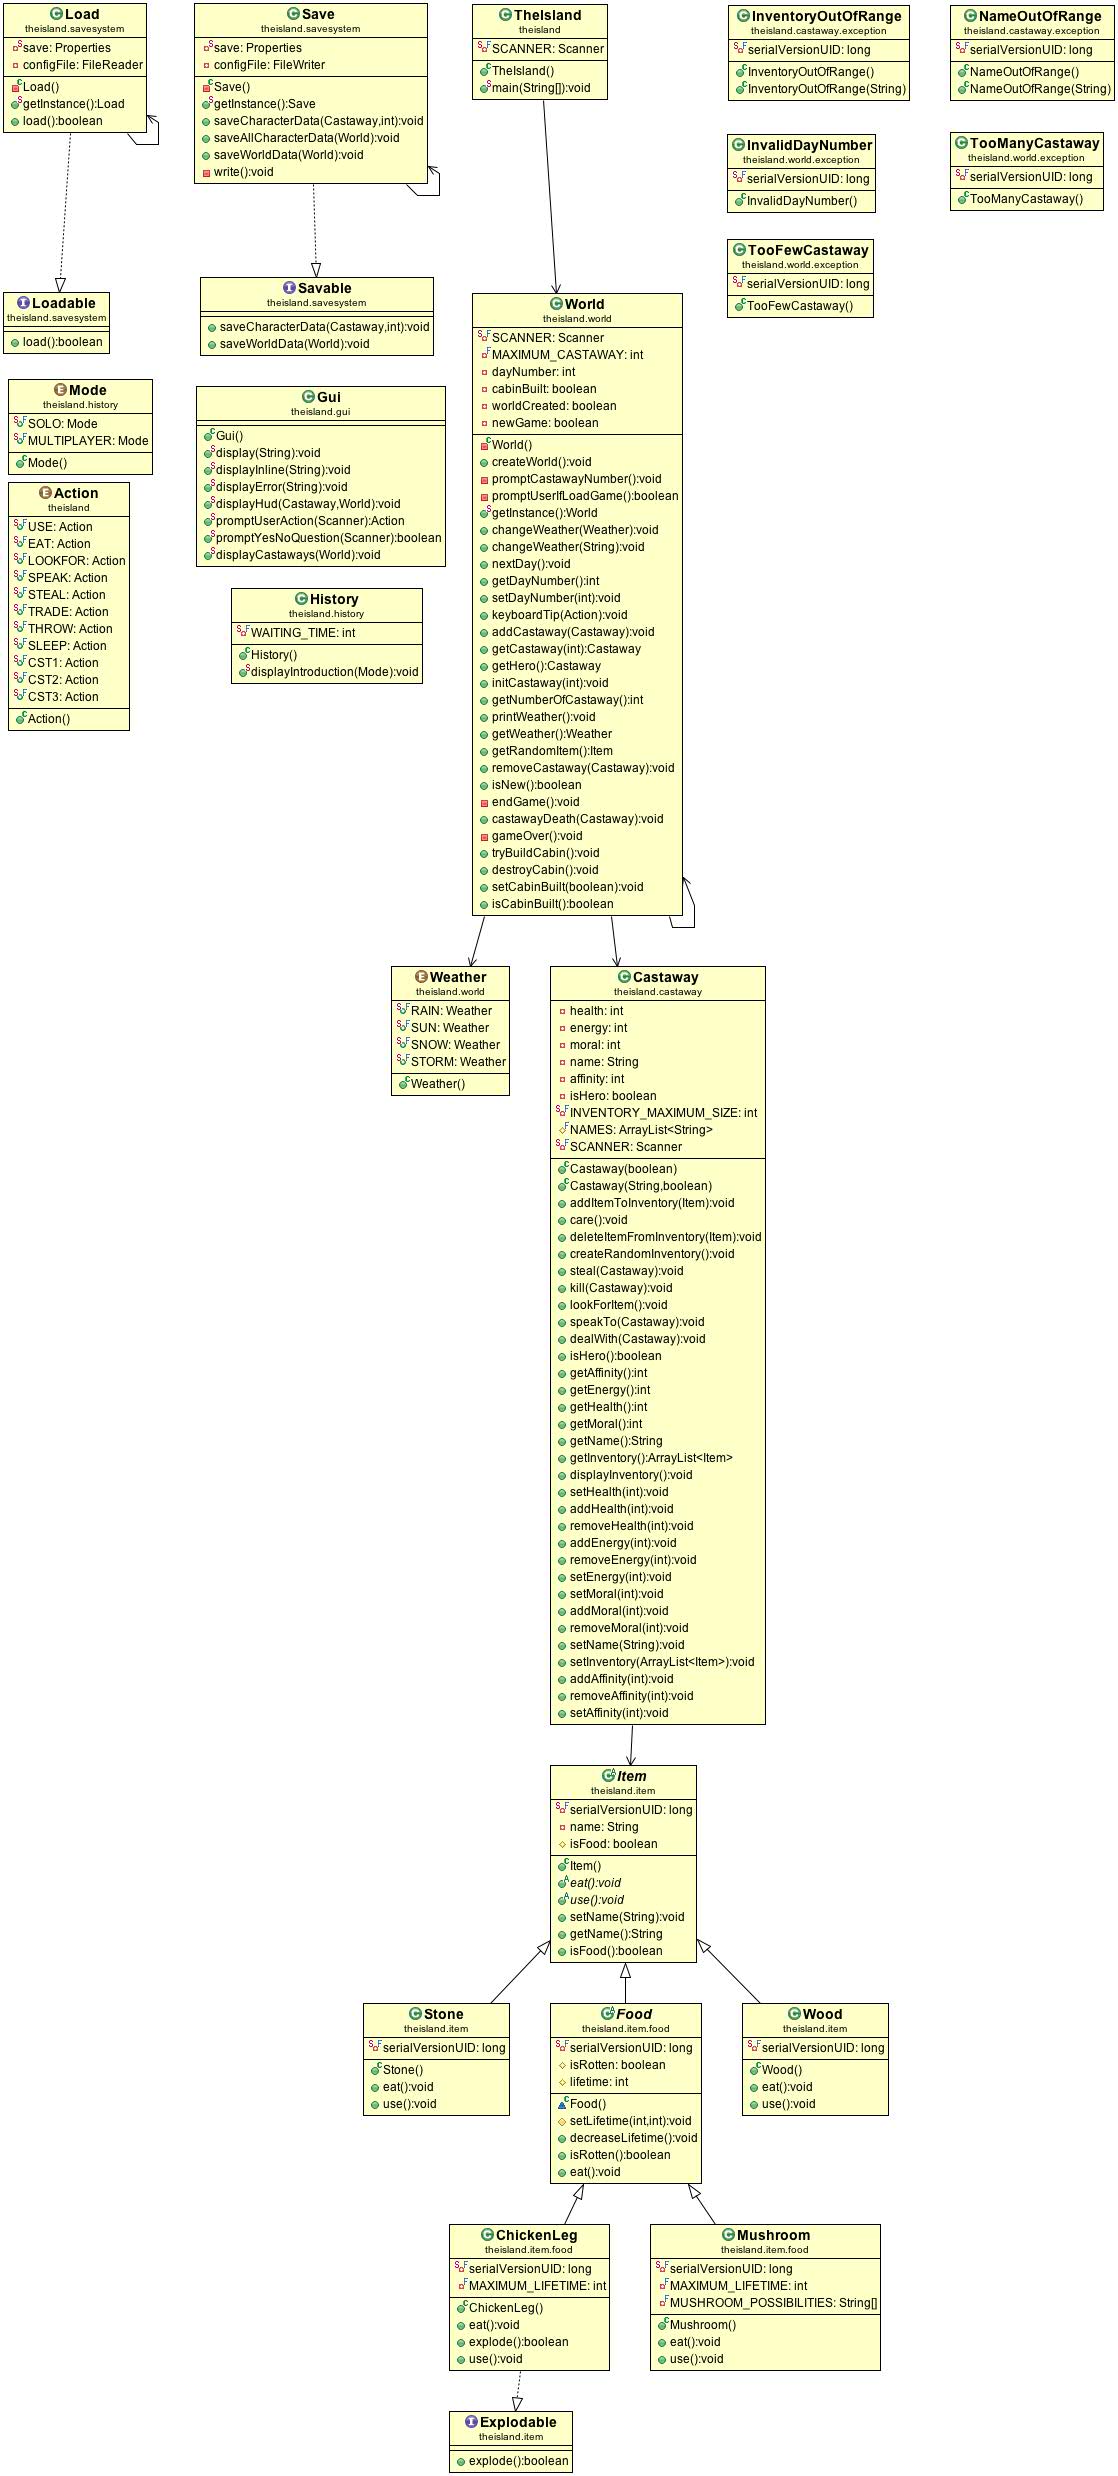 Load
theisland.savesystem
save: Properties
configFile: FileReader
Load()
getInstance():Load
load():boolean
Save
theisland.savesystem
save: Properties
configFile: FileWriter
Save()
getInstance():Save
saveCharacterData(Castaway,int):void
saveAllCharacterData(World):void
saveWorldData(World):void
write():void
TheIsland
theisland
SCANNER: Scanner
TheIsland()
main(String[]):void
InventoryOutOfRange
theisland.castaway.exception
serialVersionUID: long
InventoryOutOfRange()
InventoryOutOfRange(String)
NameOutOfRange
theisland.castaway.exception
serialVersionUID: long
NameOutOfRange()
NameOutOfRange(String)
InvalidDayNumber
theisland.world.exception
serialVersionUID: long
InvalidDayNumber()
TooManyCastaway
theisland.world.exception
serialVersionUID: long
TooManyCastaway()
TooFewCastaway
theisland.world.exception
serialVersionUID: long
TooFewCastaway()
Loadable
theisland.savesystem
load():boolean
Savable
theisland.savesystem
saveCharacterData(Castaway,int):void
saveWorldData(World):void
Mode
theisland.history
SOLO: Mode
MULTIPLAYER: Mode
Mode()
Gui
theisland.gui
Gui()
display(String):void
displayInline(String):void
displayError(String):void
displayHud(Castaway,World):void
promptUserAction(Scanner):Action
promptYesNoQuestion(Scanner):boolean
displayCastaways(World):void
Action
theisland
USE: Action
EAT: Action
LOOKFOR: Action
SPEAK: Action
STEAL: Action
TRADE: Action
THROW: Action
SLEEP: Action
CST1: Action
CST2: Action
CST3: Action
Action()
History
theisland.history
WAITING_TIME: int
History()
displayIntroduction(Mode):void
World
theisland.world
SCANNER: Scanner
MAXIMUM_CASTAWAY: int
dayNumber: int
cabinBuilt: boolean
worldCreated: boolean
newGame: boolean
World()
createWorld():void
promptCastawayNumber():void
promptUserIfLoadGame():boolean
getInstance():World
changeWeather(Weather):void
changeWeather(String):void
nextDay():void
getDayNumber():int
setDayNumber(int):void
keyboardTip(Action):void
addCastaway(Castaway):void
getCastaway(int):Castaway
getHero():Castaway
initCastaway(int):void
getNumberOfCastaway():int
printWeather():void
getWeather():Weather
getRandomItem():Item
removeCastaway(Castaway):void
isNew():boolean
endGame():void
castawayDeath(Castaway):void
gameOver():void
tryBuildCabin():void
destroyCabin():void
setCabinBuilt(boolean):void
isCabinBuilt():boolean
Weather
theisland.world
RAIN: Weather
SUN: Weather
SNOW: Weather
STORM: Weather
Weather()
Castaway
theisland.castaway
health: int
energy: int
moral: int
name: String
affinity: int
isHero: boolean
INVENTORY_MAXIMUM_SIZE: int
NAMES: ArrayList<String>
SCANNER: Scanner
Castaway(boolean)
Castaway(String,boolean)
addItemToInventory(Item):void
care():void
deleteItemFromInventory(Item):void
createRandomInventory():void
steal(Castaway):void
kill(Castaway):void
lookForItem():void
speakTo(Castaway):void
dealWith(Castaway):void
isHero():boolean
getAffinity():int
getEnergy():int
getHealth():int
getMoral():int
getName():String
getInventory():ArrayList<Item>
displayInventory():void
setHealth(int):void
addHealth(int):void
removeHealth(int):void
addEnergy(int):void
removeEnergy(int):void
setEnergy(int):void
setMoral(int):void
addMoral(int):void
removeMoral(int):void
setName(String):void
setInventory(ArrayList<Item>):void
addAffinity(int):void
removeAffinity(int):void
setAffinity(int):void
Item
theisland.item
serialVersionUID: long
name: String
isFood: boolean
Item()
eat():void
use():void
setName(String):void
getName():String
isFood():boolean
Stone
theisland.item
serialVersionUID: long
Stone()
eat():void
use():void
Food
theisland.item.food
serialVersionUID: long
isRotten: boolean
lifetime: int
Food()
setLifetime(int,int):void
decreaseLifetime():void
isRotten():boolean
eat():void
Wood
theisland.item
serialVersionUID: long
Wood()
eat():void
use():void
ChickenLeg
theisland.item.food
serialVersionUID: long
MAXIMUM_LIFETIME: int
ChickenLeg()
eat():void
explode():boolean
use():void
Mushroom
theisland.item.food
serialVersionUID: long
MAXIMUM_LIFETIME: int
MUSHROOM_POSSIBILITIES: String[]
Mushroom()
eat():void
use():void
Explodable
theisland.item
explode():boolean